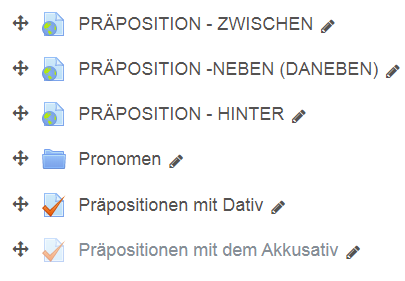 PRÄPOSITION - ZWISCHEN
PRÄPOSITION -NEBEN (DANEBEN)
PRÄPOSITION - HINTER
Pronomen
Präpositionen mit Dativ
Präpositionen mit dem Akkusativ